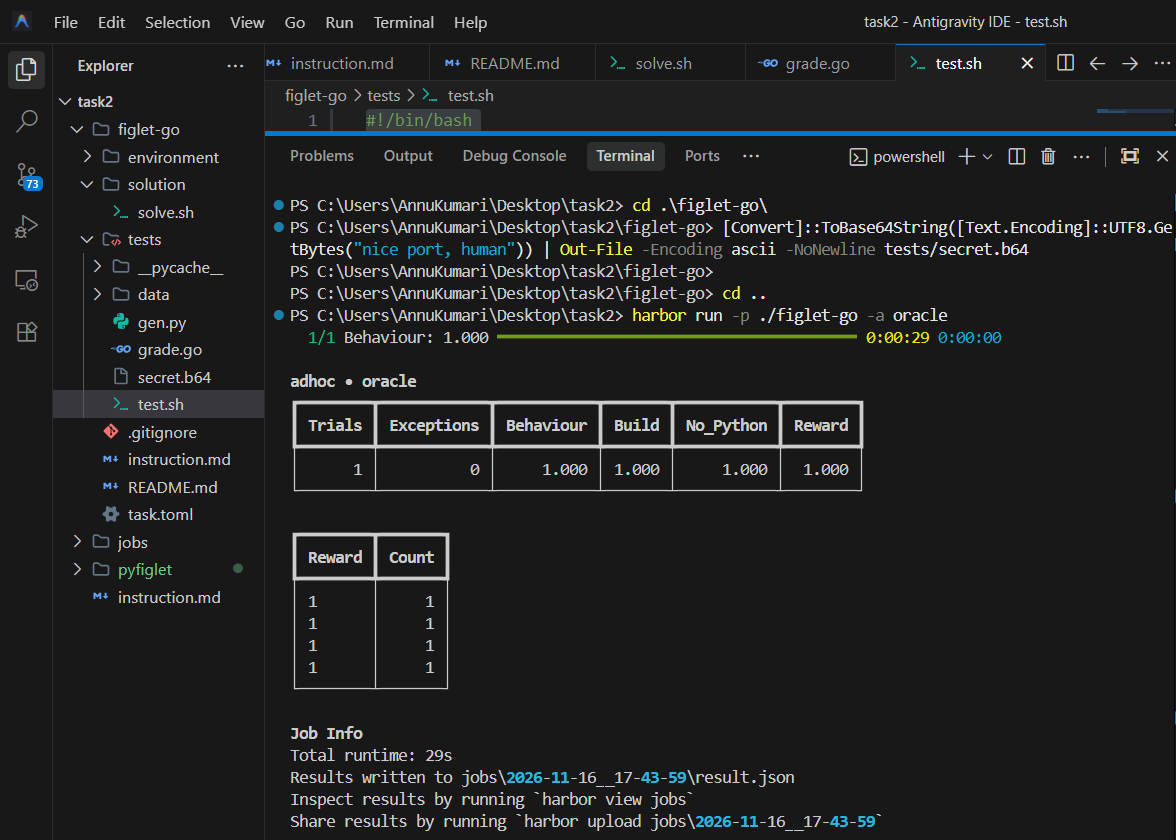 File Edit Selection View Go Run Terminal Help
task2 - Antigravity IDE - test.sh
Explorer ...
instruction.md README.md solve.sh grade.go test.sh
task2
figlet-go > tests > test.sh
1 #!/bin/bash
figlet-go
environment
73
solution
solve.sh
tests
__pycache__
data
gen.py
grade.go
secret.b64
test.sh
.gitignore
instruction.md
README.md
task.toml
jobs
pyfiglet
instruction.md
Problems Output Debug Console Terminal Ports ... powershell
PS C:\Users\AnnuKumari\Desktop\task2> cd .\figlet-go\
PS C:\Users\AnnuKumari\Desktop\task2\figlet-go> [Convert]::ToBase64String([Text.Encoding]::UTF8.Ge
tBytes("nice port, human")) | Out-File -Encoding ascii -NoNewline tests/secret.b64
PS C:\Users\AnnuKumari\Desktop\task2\figlet-go>
PS C:\Users\AnnuKumari\Desktop\task2\figlet-go> cd ..
PS C:\Users\AnnuKumari\Desktop\task2> harbor run -p ./figlet-go -a oracle
1/1 Behaviour: 1.000 0:00:29 0:00:00
adhoc • oracle
Trials Exceptions Behaviour Build No_Python Reward
1 0 1.000 1.000 1.000 1.000
Reward Count
1 1
1 1
1 1
1 1
Job Info
Total runtime: 29s
Results written to jobs\2026-11-16__17-43-59\result.json
Inspect results by running `harbor view jobs`
Share results by running `harbor upload jobs\2026-11-16__17-43-59`